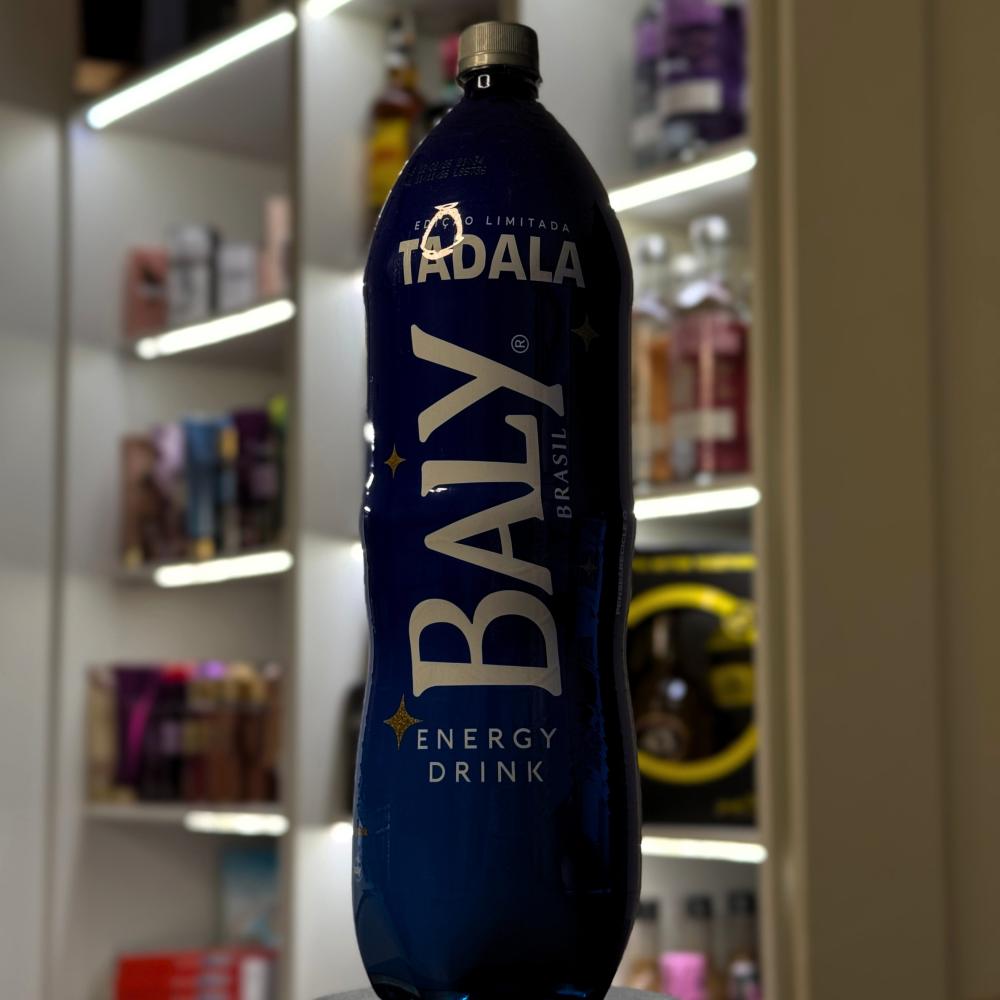 EDIÇÃO LIMITADA
TADALA
BALY®
BRASIL
ENERGY
DRINK